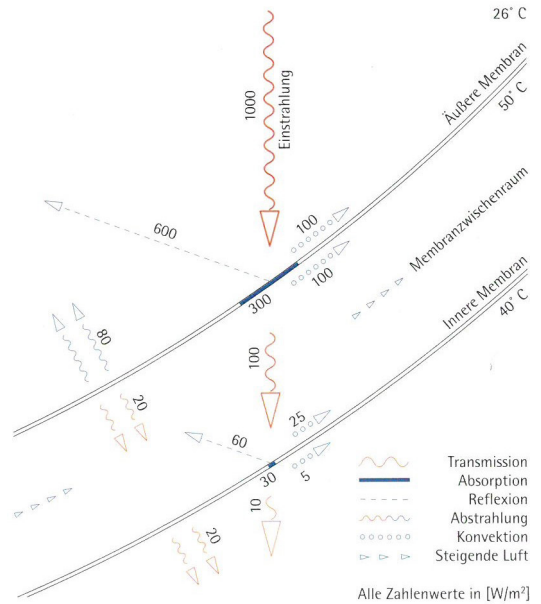 26° C
Äußere Membran
50° C
1000
Einstrahlung
600
100
100
300
Membranzwischenraum
Innere Membran
40° C
80
20
100
25
60
30
5
10
20
Transmission
Absorption
Reflexion
Abstrahlung
Konvektion
Steigende Luft
Alle Zahlenwerte in [W/m²]